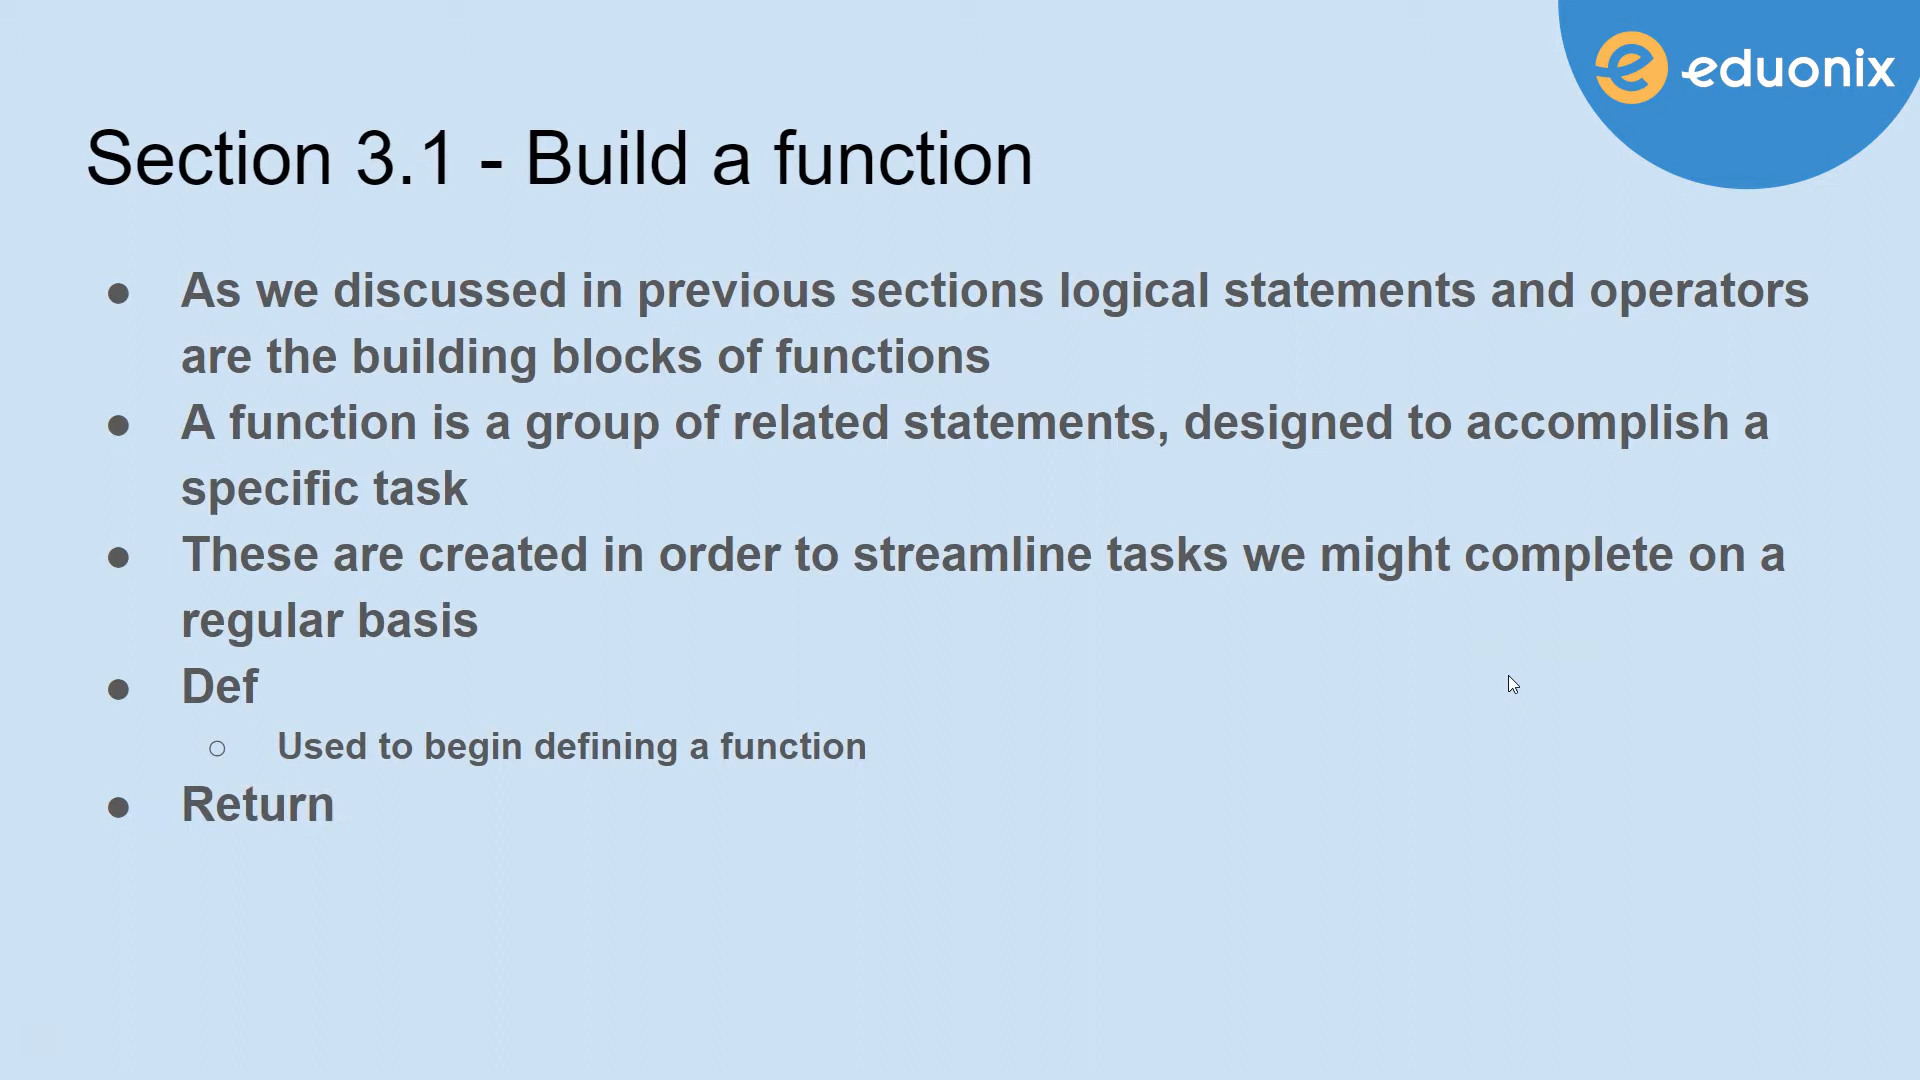 eduonix
Section 3.1 - Build a function
● As we discussed in previous sections logical statements and operators
are the building blocks of functions
● A function is a group of related statements, designed to accomplish a
specific task
● These are created in order to streamline tasks we might complete on a
regular basis
● Def
○ Used to begin defining a function
● Return